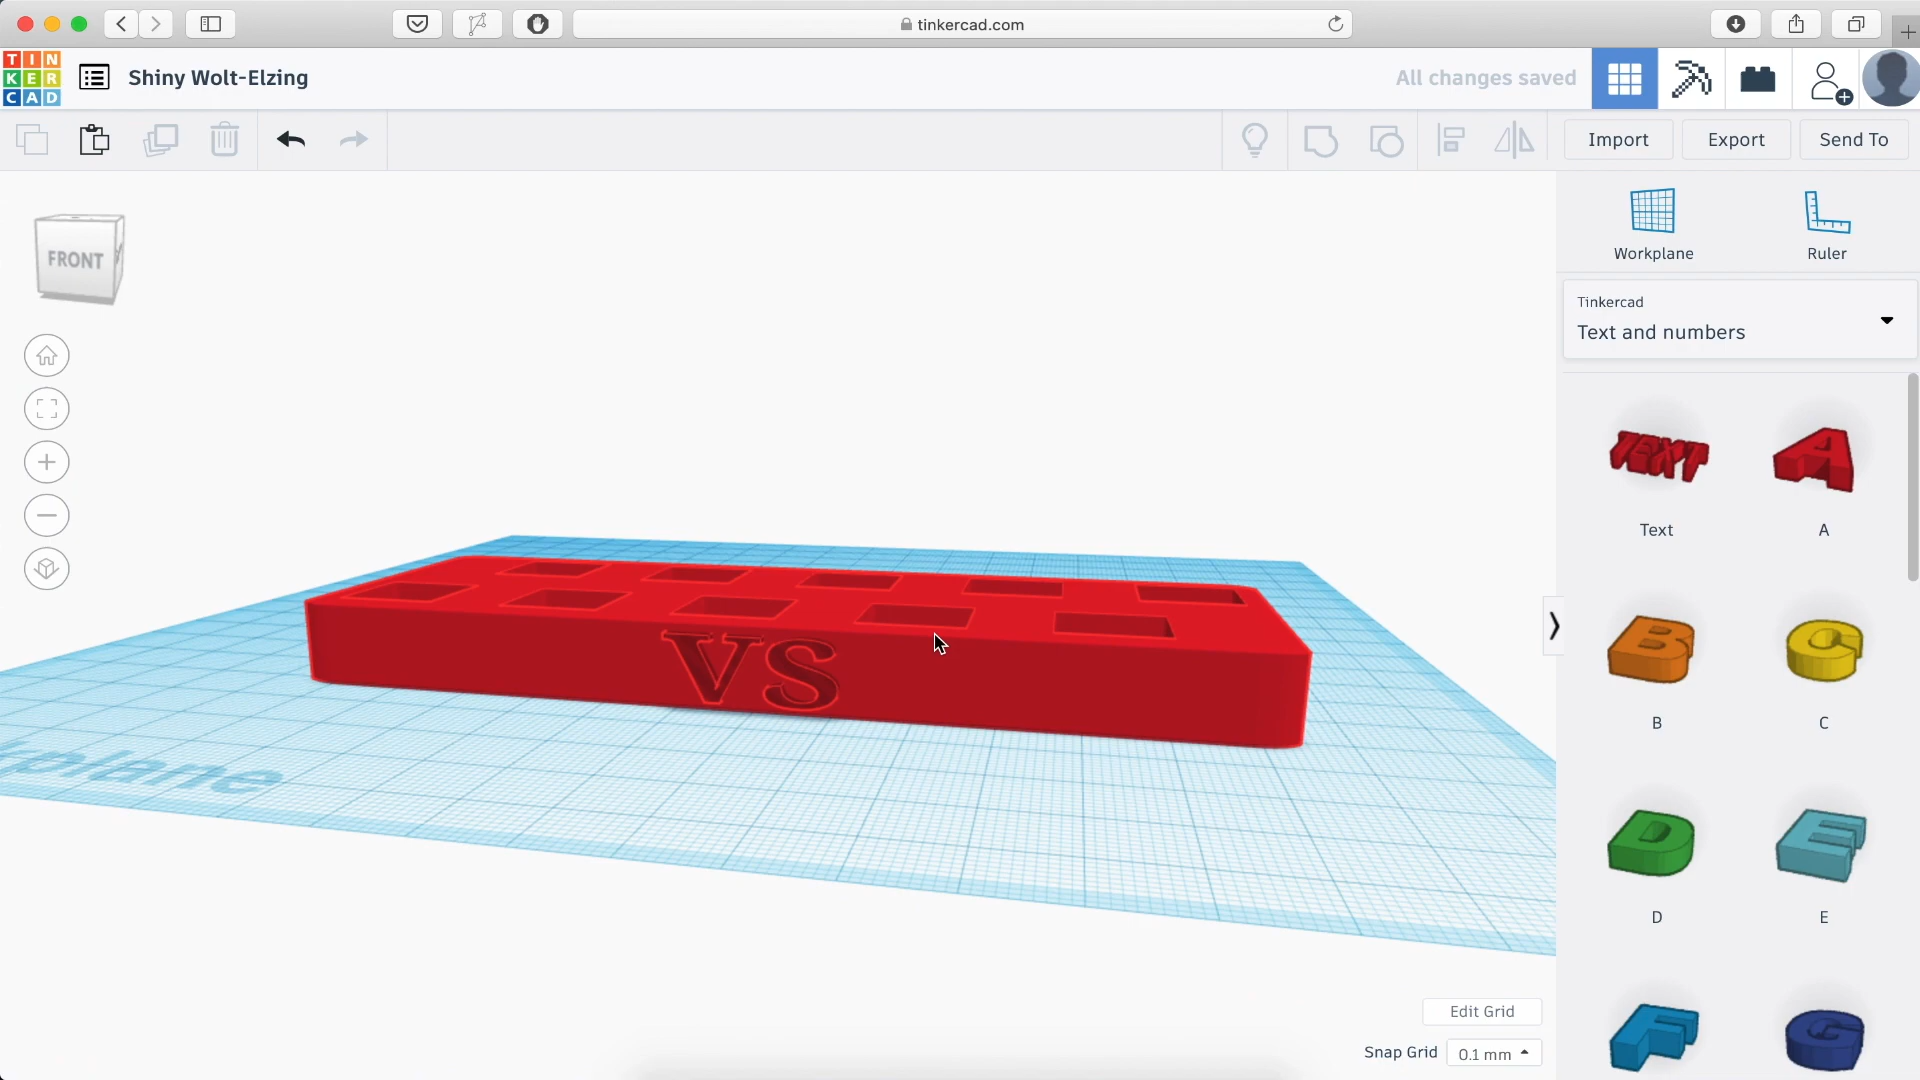 tinkercad.com
TIN
KER
CAD
Shiny Wolt-Elzing
All changes saved
Import
Export
Send To
FRONT
Workplane
Ruler
Tinkercad
Text and numbers
TEXT
A
Text
A
B
C
B
C
VS
D
E
D
E
F
G
Edit Grid
Snap Grid
0.1 mm